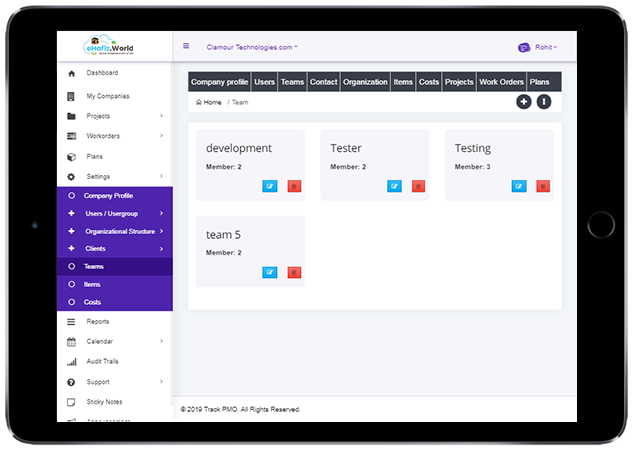 eHafiz.World
Clamour Technologies.com
Rohit
Dashboard
My Companies
Projects
Workorders
Plans
Settings
Company Profile
Users / Usergroup
Organizational Structure
Clients
Teams
Items
Costs
Reports
Calendar
Audit Trails
Support
Sticky Notes
Announcement
Company profile Users Teams Contact Organization Items Costs Projects Work Orders Plans
Home / Team
development
Member: 2
Tester
Member: 2
Testing
Member: 3
team 5
Member: 2
© 2019 Track PMO. All Rights Reserved.